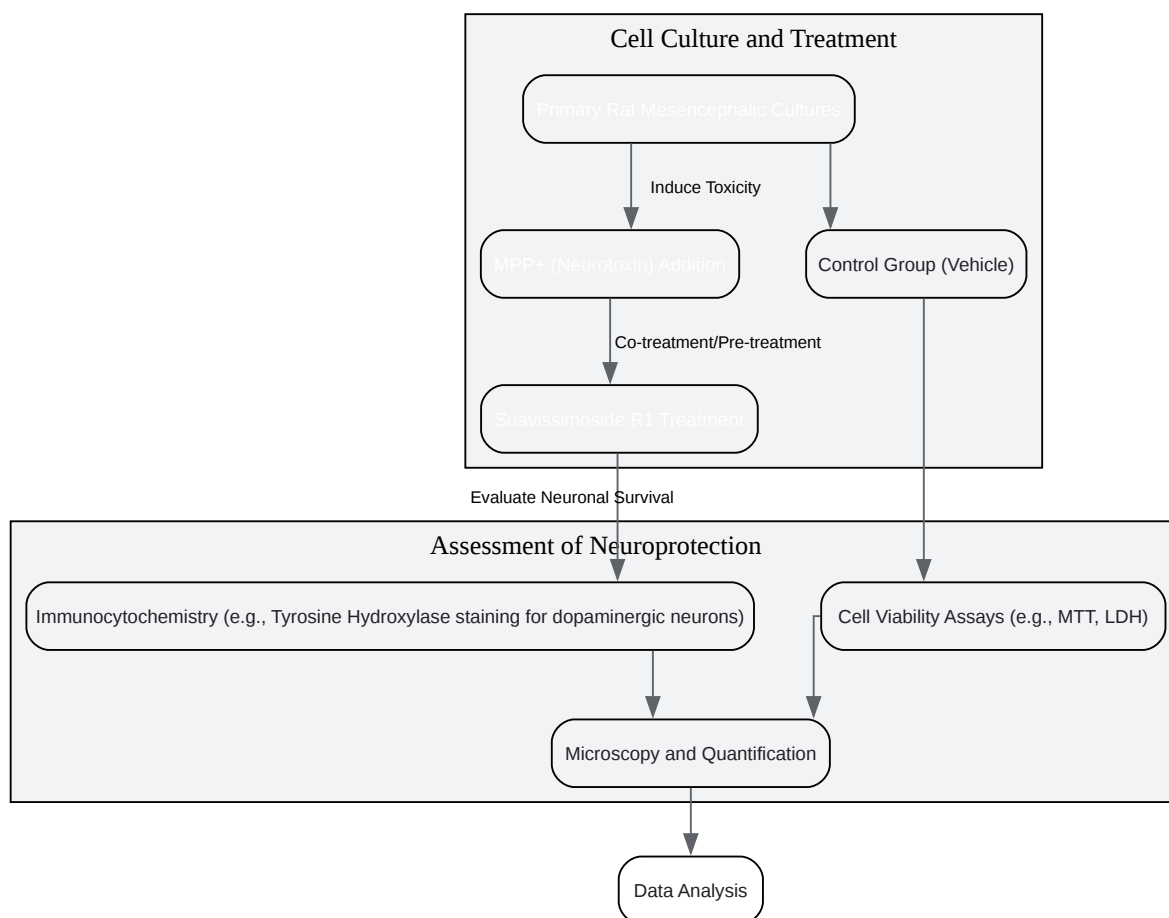 Cell Culture and Treatment
Primary Rat Mesencephalic Cultures
Induce Toxicity
MPP+ (Neurotoxin) Addition
Control Group (Vehicle)
Co-treatment/Pre-treatment
Suavissimoside R1 Treatment
Evaluate Neuronal Survival
Assessment of Neuroprotection
Immunocytochemistry (e.g., Tyrosine Hydroxylase staining for dopaminergic neurons)
Cell Viability Assays (e.g., MTT, LDH)
Microscopy and Quantification
Data Analysis